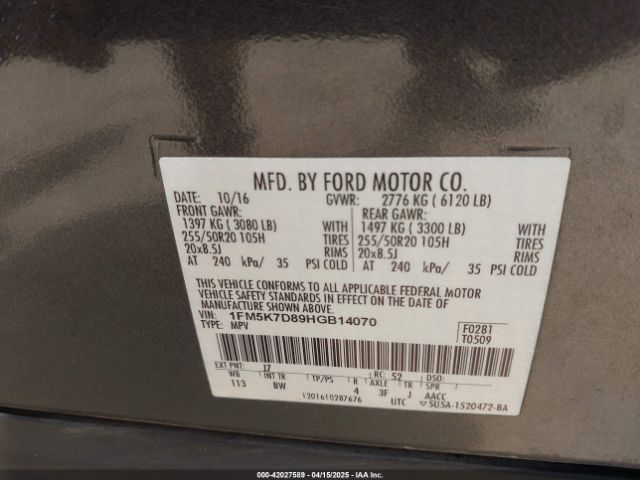 MFD. BY FORD MOTOR CO.
DATE: 10/16 GVWR: 2776 KG ( 6120 LB)
FRONT GAWR: REAR GAWR:
1397 KG ( 3080 LB) WITH 1497 KG ( 3300 LB) WITH
255/50R20 105H TIRES 255/50R20 105H TIRES
20x8.5J RIMS 20x8.5J RIMS
AT 240 kPa/ 35 PSI COLD AT 240 kPa/ 35 PSI COLD
THIS VEHICLE CONFORMS TO ALL APPLICABLE FEDERAL MOTOR
VEHICLE SAFETY STANDARDS IN EFFECT ON THE DATE OF
MANUFACTURE SHOWN ABOVE.
VIN: 1FM5K7D89HGB14070
TYPE: MPV
F0281
T0509
EXT PNT: J7 RC: 52 DSO:
WB INT TR TP/PS R AXLE TR SPR
113 BW 4 3F J AACC
1201610287676 UTC 5U5A-1520472-BA
000-42027589 - 04/15/2025 - IAAI Inc.